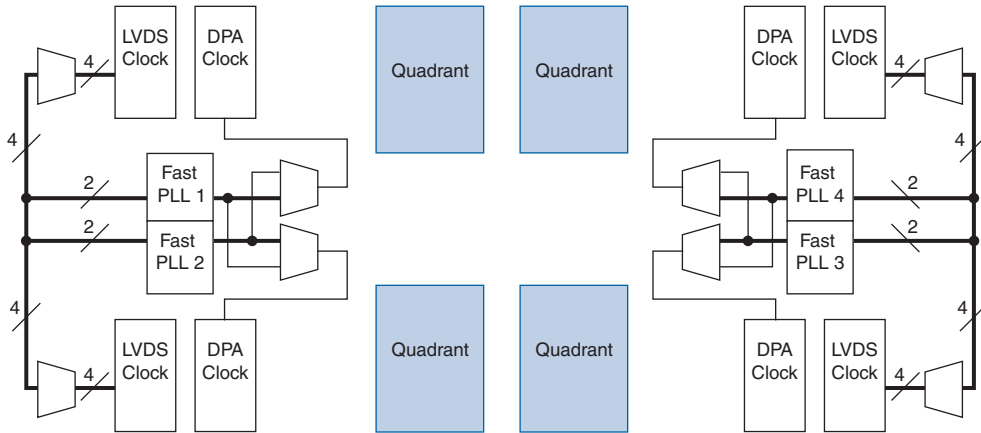 LVDS
Clock
DPA
Clock
Quadrant
Quadrant
DPA
Clock
LVDS
Clock
4
4
4
4
2
Fast
PLL 1
Fast
PLL 4
2
2
Fast
PLL 2
Fast
PLL 3
2
4
4
LVDS
Clock
DPA
Clock
Quadrant
Quadrant
DPA
Clock
LVDS
Clock
4
4